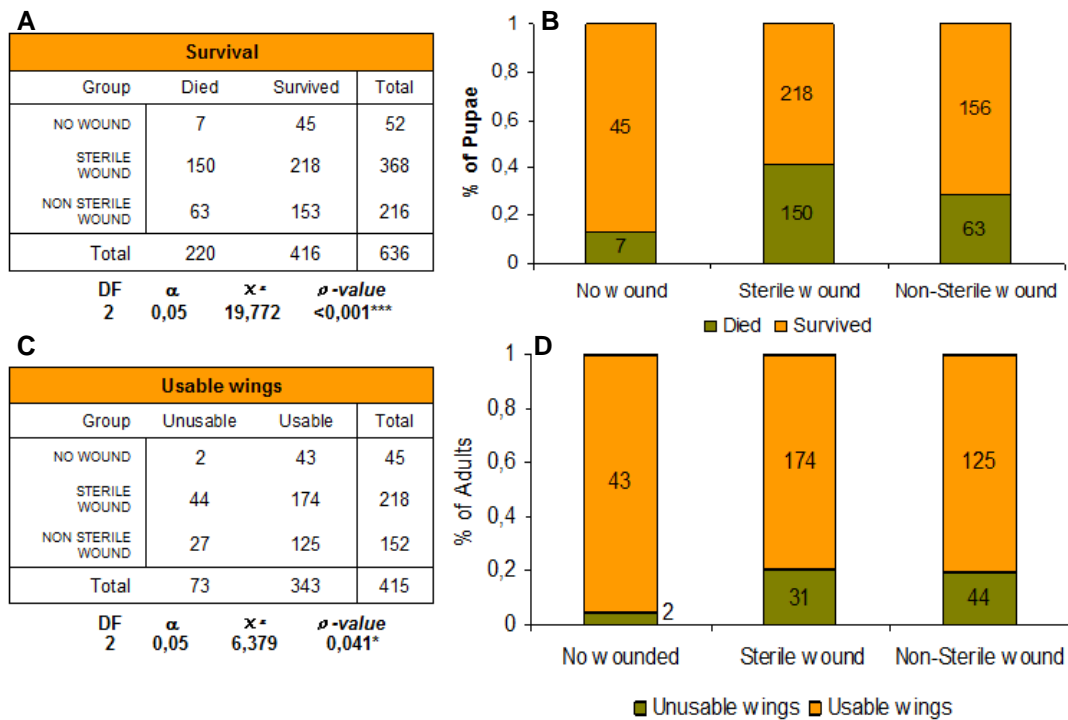 A
Survival
Group Died Survived Total
NO WOUND 7 45 52
STERILE
WOUND 150 218 368
NON STERILE
WOUND 63 153 216
Total 220 416 636
DF α χ² p-value
2 0,05 19,772 <0,001***
B
% of Pupae
1
0,8
0,6
0,4
0,2
0
45
7
218
150
156
63
No wound Sterile wound Non-Sterile wound
Died Survived
C
Usable wings
Group Unusable Usable Total
NO WOUND 2 43 45
STERILE
WOUND 44 174 218
NON STERILE
WOUND 27 125 152
Total 73 343 415
DF α χ² p-value
2 0,05 6,379 0,041*
D
% of Adults
1
0,8
0,6
0,4
0,2
0
43
2
174
31
125
44
No wounded Sterile wound Non-Sterile wound
Unusable wings Usable wings